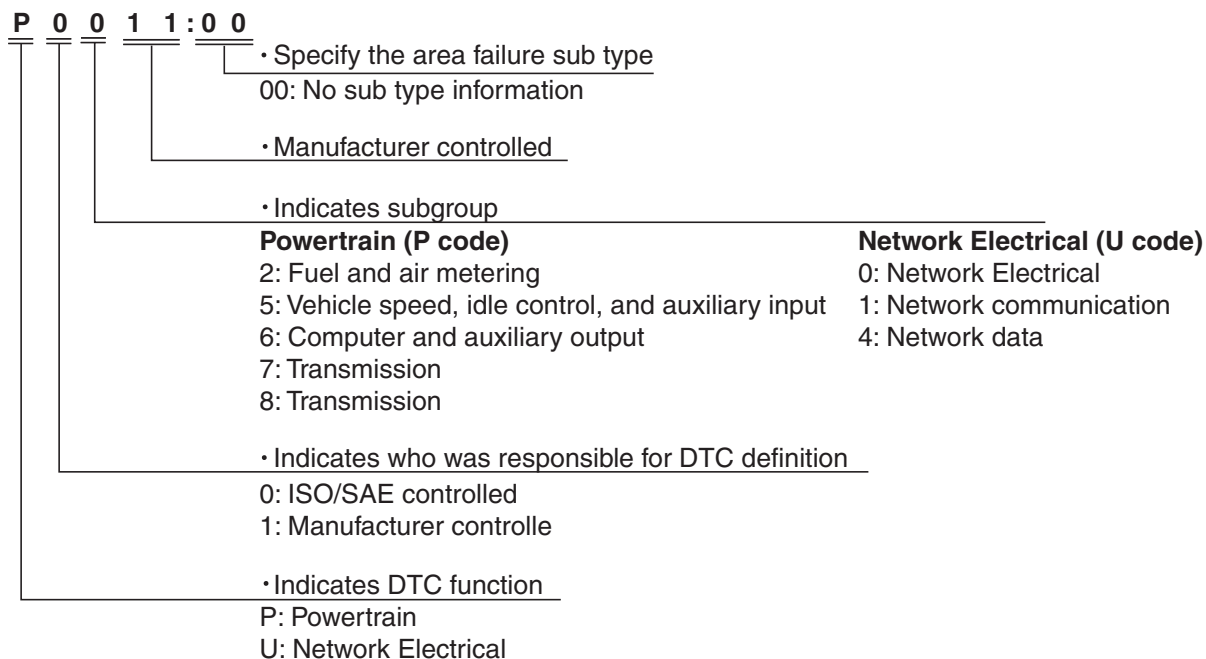 P 0 0 1 1 : 0 0
・Specify the area failure sub type
00: No sub type information
・Manufacturer controlled
・Indicates subgroup
Powertrain (P code)
2: Fuel and air metering
5: Vehicle speed, idle control, and auxiliary input
6: Computer and auxiliary output
7: Transmission
8: Transmission
Network Electrical (U code)
0: Network Electrical
1: Network communication
4: Network data
・Indicates who was responsible for DTC definition
0: ISO/SAE controlled
1: Manufacturer controlle
・Indicates DTC function
P: Powertrain
U: Network Electrical